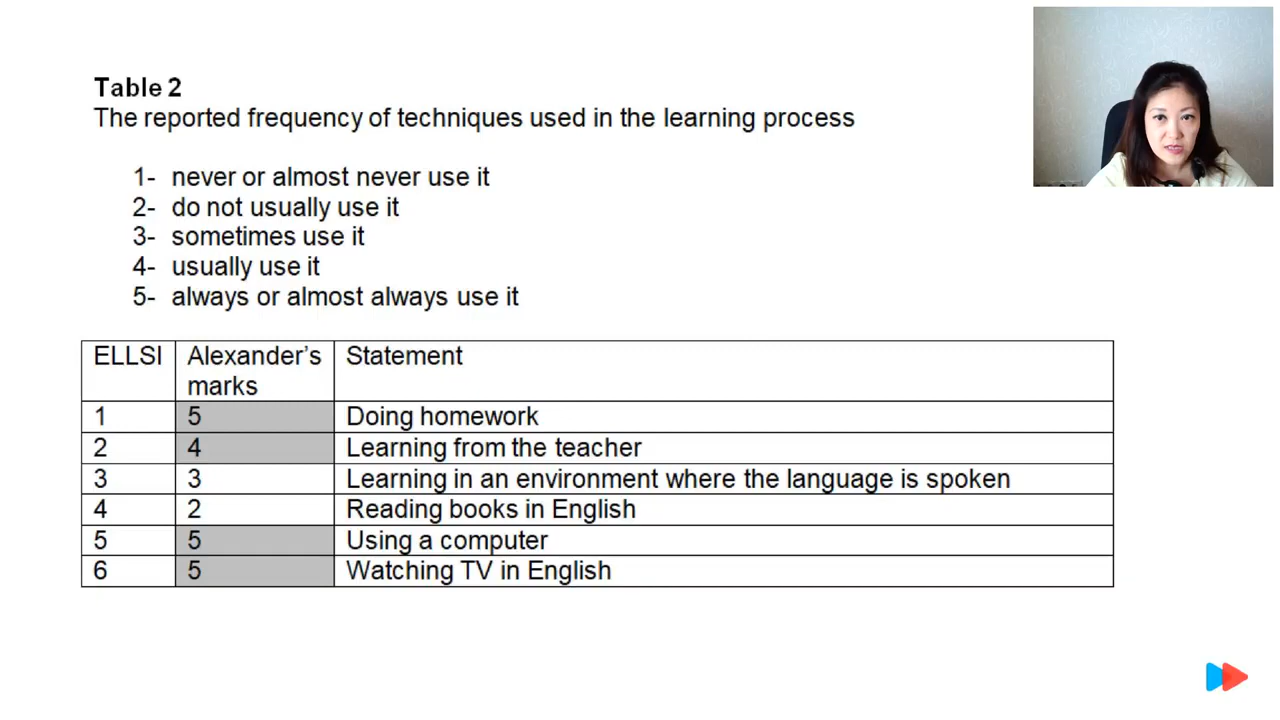 Table 2
The reported frequency of techniques used in the learning process
1- never or almost never use it
2- do not usually use it
3- sometimes use it
4- usually use it
5- always or almost always use it
ELLSI Alexander’s marks Statement
1 5 Doing homework
2 4 Learning from the teacher
3 3 Learning in an environment where the language is spoken
4 2 Reading books in English
5 5 Using a computer
6 5 Watching TV in English